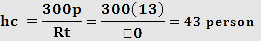 hc = 300p / Rt = 300(13) / □0 = 43 person